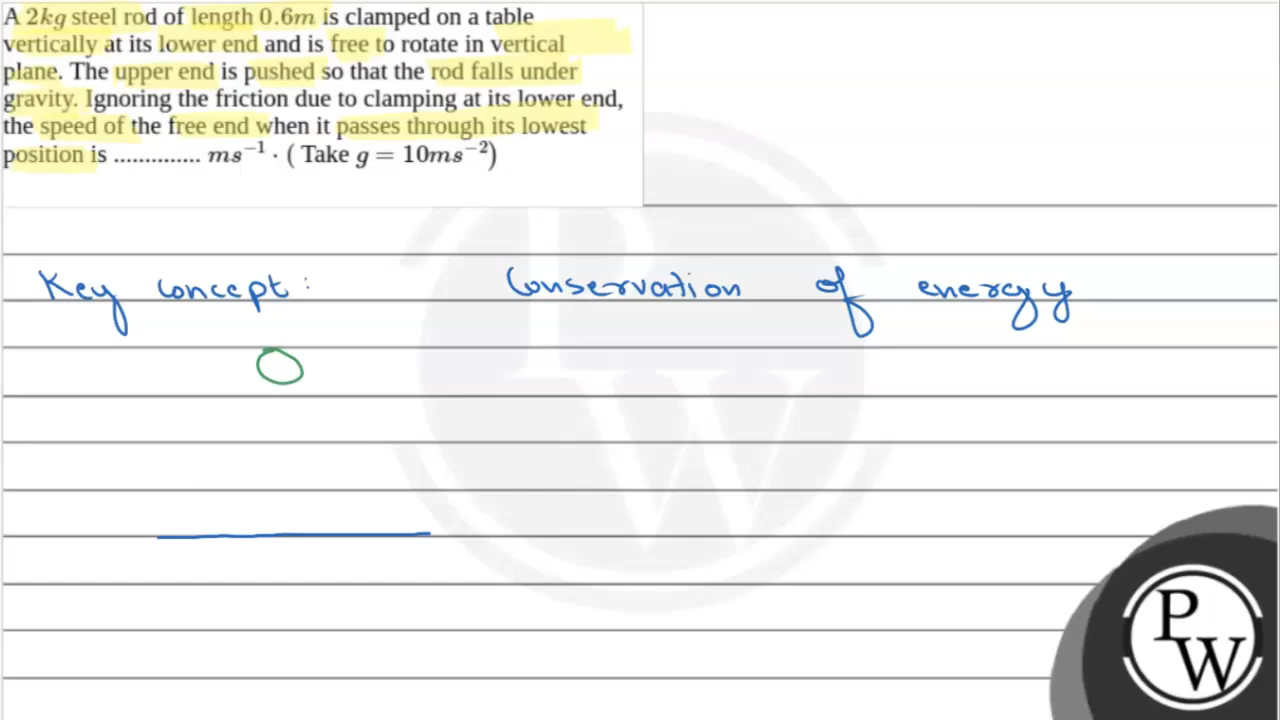 A 2kg steel rod of length 0.6m is clamped on a table
vertically at its lower end and is free to rotate in vertical
plane. The upper end is pushed so that the rod falls under
gravity. Ignoring the friction due to clamping at its lower end,
the speed of the free end when it passes through its lowest
position is .............. ms⁻¹ · ( Take g = 10ms⁻²)
Key concept : Conservation of energy
P
W
P
W